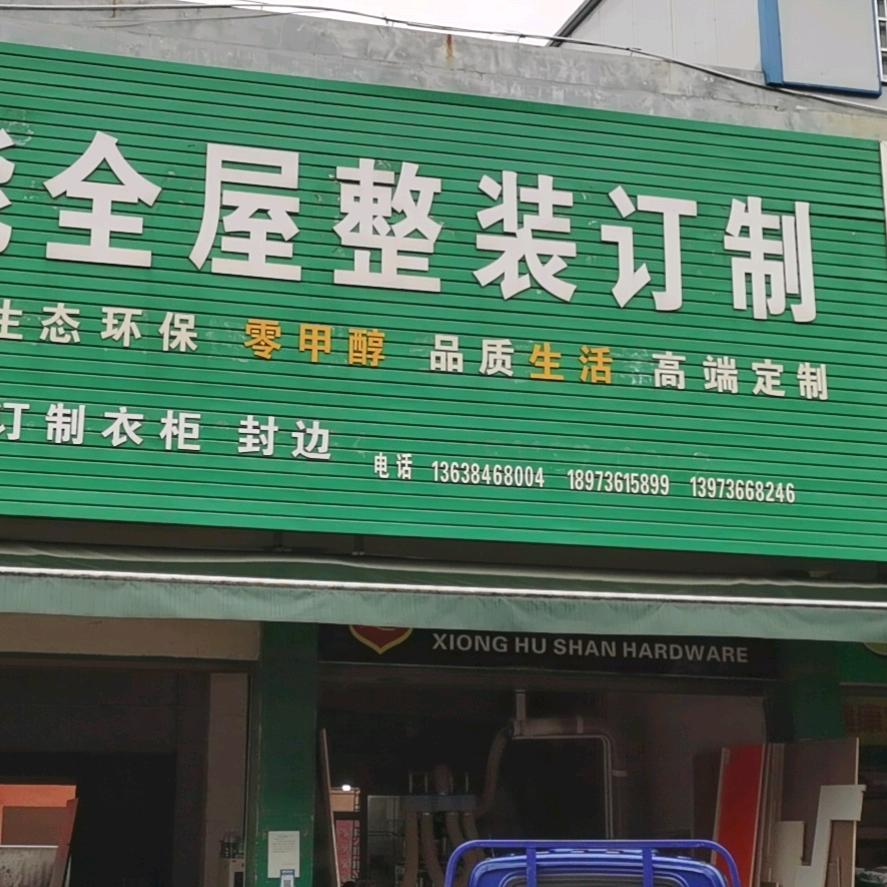 全屋整装订制
生态环保 零甲醇 品质生活 高端定制
订制衣柜 封边
电话 13638468004 18973615899 13973668246
XIONG HU SHAN HARDWARE